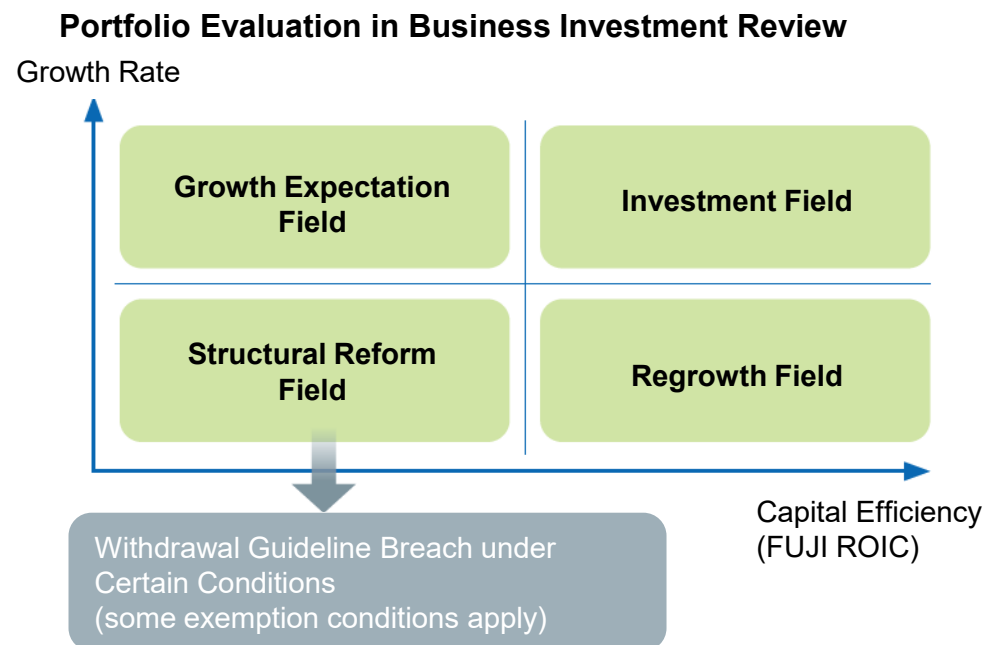 Portfolio Evaluation in Business Investment Review
Growth Rate
Growth Expectation
Field
Investment Field
Structural Reform
Field
Regrowth Field
Capital Efficiency
(FUJI ROIC)
Withdrawal Guideline Breach under
Certain Conditions
(some exemption conditions apply)